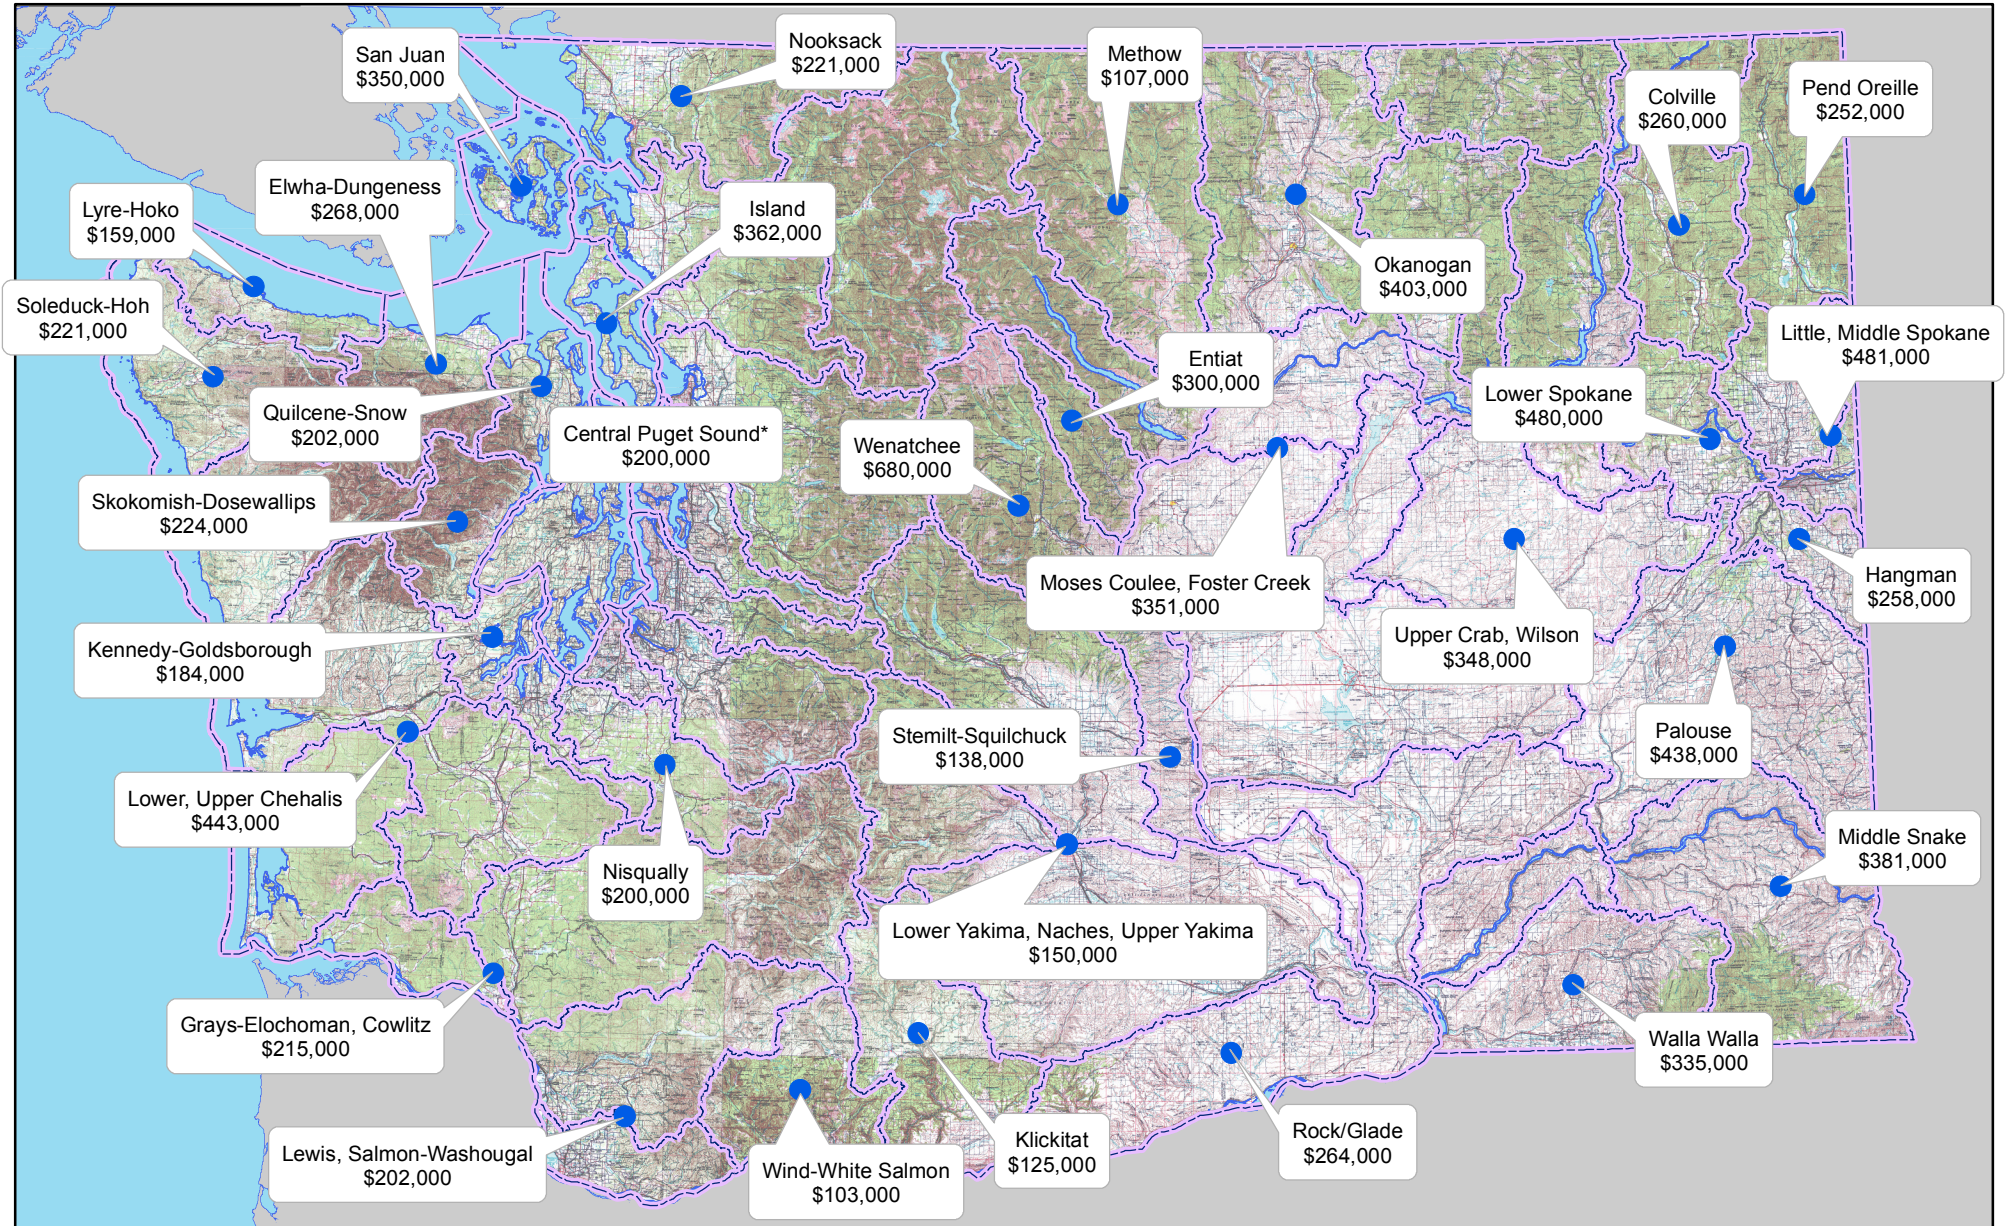 San Juan
$350,000
Nooksack
$221,000
Methow
$107,000
Colville
$260,000
Pend Oreille
$252,000
Lyre-Hoko
$159,000
Elwha-Dungeness
$268,000
Island
$362,000
Okanogan
$403,000
Soleduck-Hoh
$221,000
Little, Middle Spokane
$481,000
Entiat
$300,000
Quilcene-Snow
$202,000
Central Puget Sound*
$200,000
Lower Spokane
$480,000
Wenatchee
$680,000
Skokomish-Dosewallips
$224,000
Moses Coulee, Foster Creek
$351,000
Hangman
$258,000
Kennedy-Goldsborough
$184,000
Upper Crab, Wilson
$348,000
Stemilt-Squilchuck
$138,000
Palouse
$438,000
Lower, Upper Chehalis
$443,000
Middle Snake
$381,000
Nisqually
$200,000
Lower Yakima, Naches, Upper Yakima
$150,000
Grays-Elochoman, Cowlitz
$215,000
Walla Walla
$335,000
Lewis, Salmon-Washougal
$202,000
Wind-White Salmon
$103,000
Klickitat
$125,000
Rock/Glade
$264,000